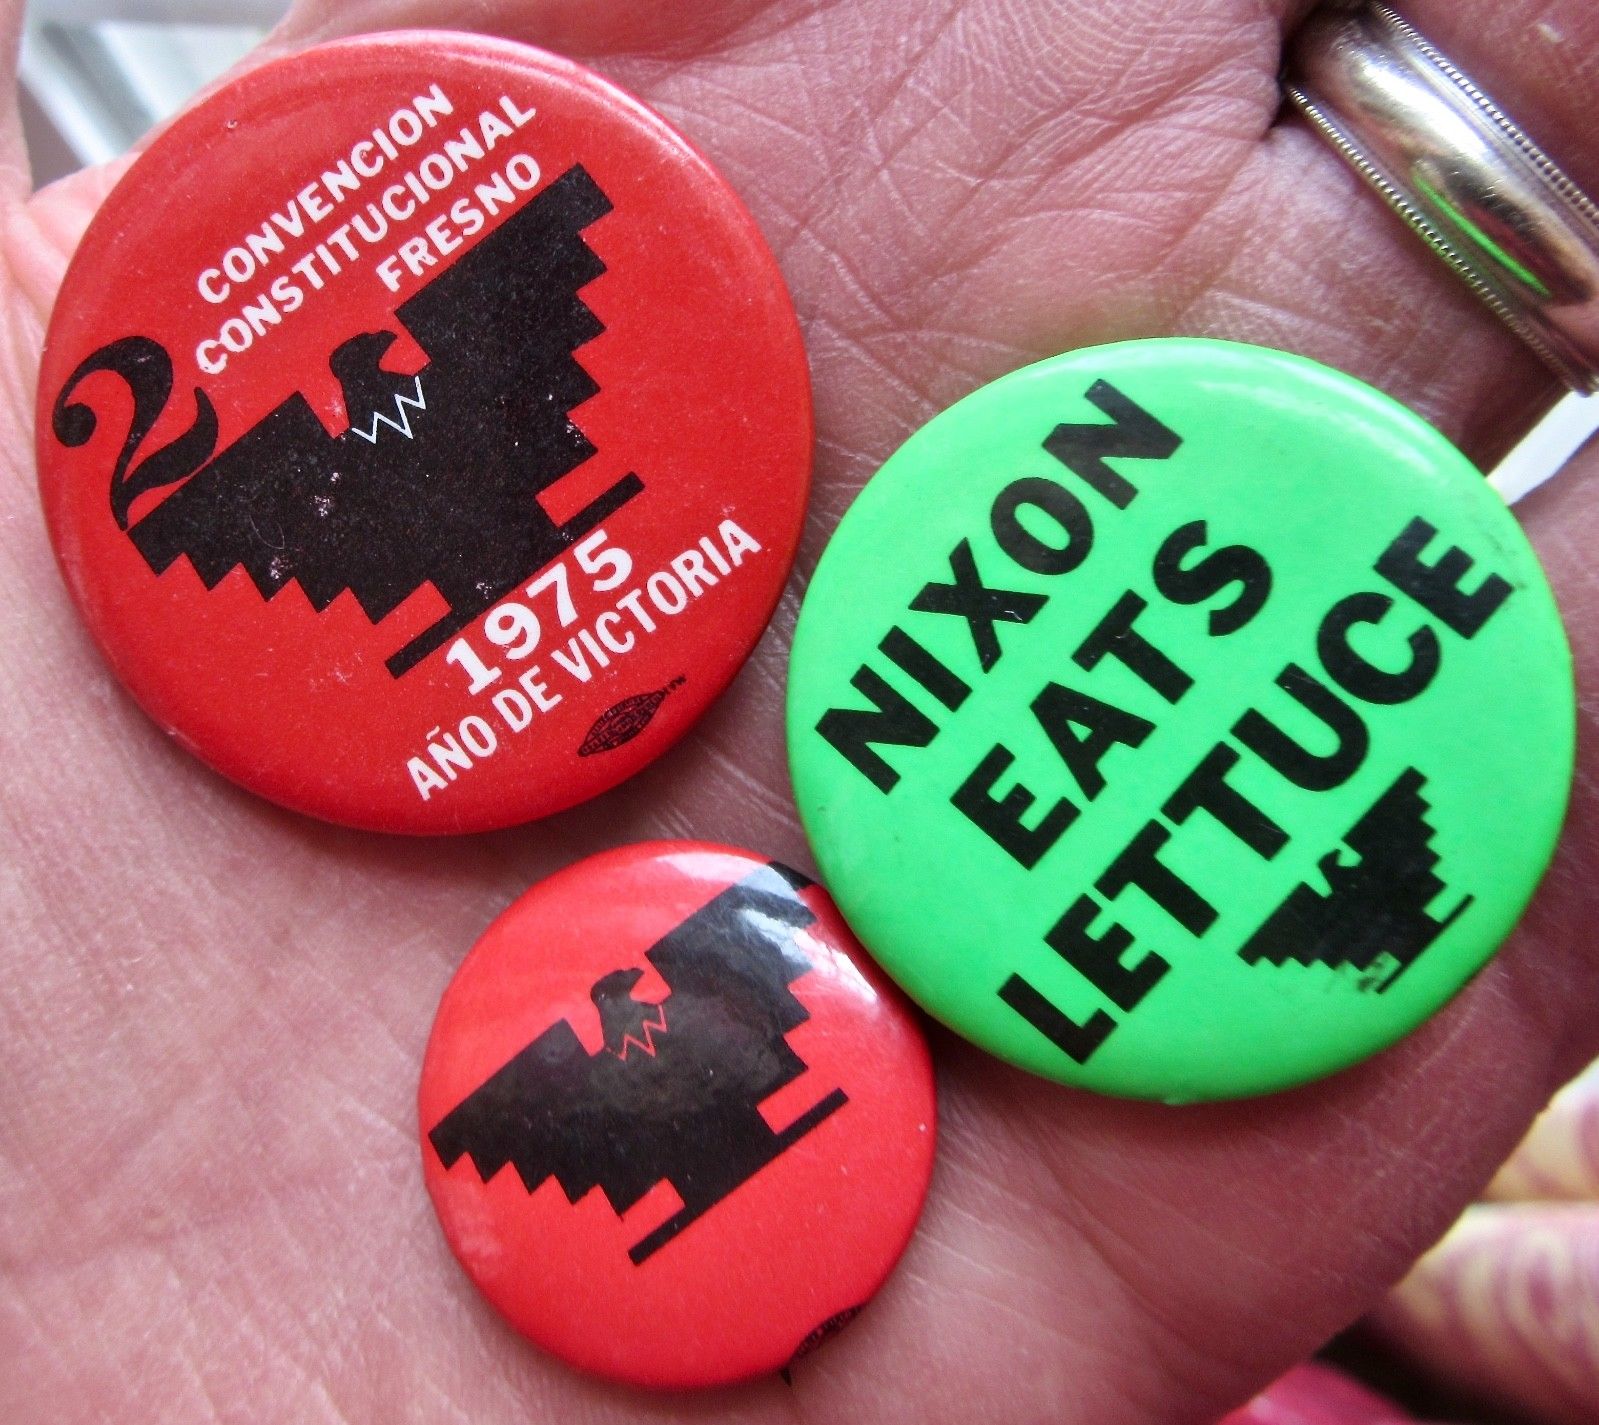 CONVENCION
CONSTITUCIONAL
FRESNO
2
1975
AÑO DE VICTORIA
NIXON
EATS
LETTUCE